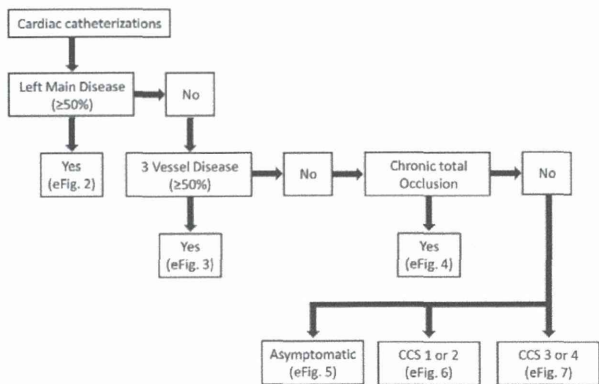 Cardiac catheterizations
Left Main Disease
(≥50%)
No
Yes
(eFig. 2)
3 Vessel Disease
(≥50%)
No
Chronic total
Occlusion
No
Yes
(eFig. 3)
Yes
(eFig. 4)
Asymptomatic
(eFig. 5)
CCS 1 or 2
(eFig. 6)
CCS 3 or 4
(eFig. 7)